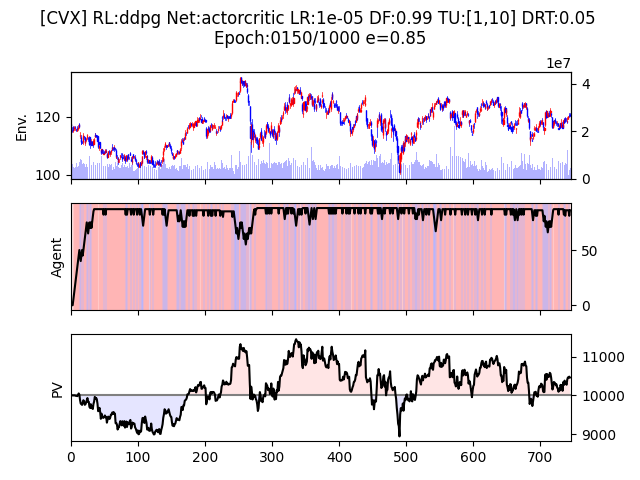 [CVX] RL:ddpg Net:actorcritic LR:1e-05 DF:0.99 TU:[1,10] DRT:0.05
Epoch:0150/1000 e=0.85
1e7
Env.
120
100
4
2
0
Agent
50
0
PV
11000
10000
9000
0 100 200 300 400 500 600 700